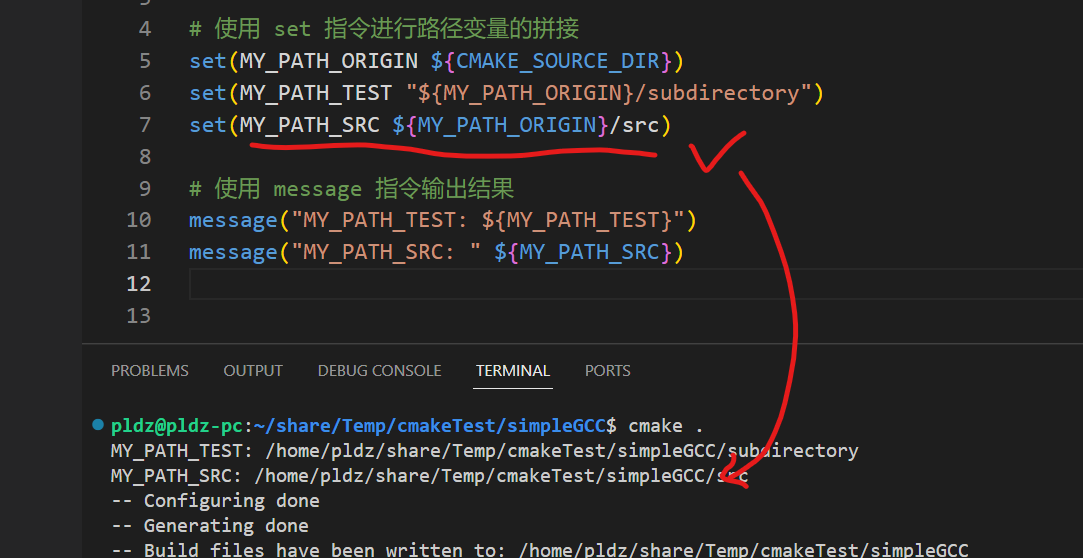 4 # 使用 set 指令进行路径变量的拼接
5 set(MY_PATH_ORIGIN ${CMAKE_SOURCE_DIR})
6 set(MY_PATH_TEST "${MY_PATH_ORIGIN}/subdirectory")
7 set(MY_PATH_SRC ${MY_PATH_ORIGIN}/src)
8
9 # 使用 message 指令输出结果
10 message("MY_PATH_TEST: ${MY_PATH_TEST}")
11 message("MY_PATH_SRC: " ${MY_PATH_SRC})
12
13
PROBLEMS OUTPUT DEBUG CONSOLE TERMINAL PORTS
pldz@pldz-pc:~/share/Temp/cmakeTest/simpleGCC$ cmake .
MY_PATH_TEST: /home/pldz/share/Temp/cmakeTest/simpleGCC/subdirectory
MY_PATH_SRC: /home/pldz/share/Temp/cmakeTest/simpleGCC/src
-- Configuring done
-- Generating done
-- Build files have been written to: /home/pldz/share/Temp/cmakeTest/simpleGCC